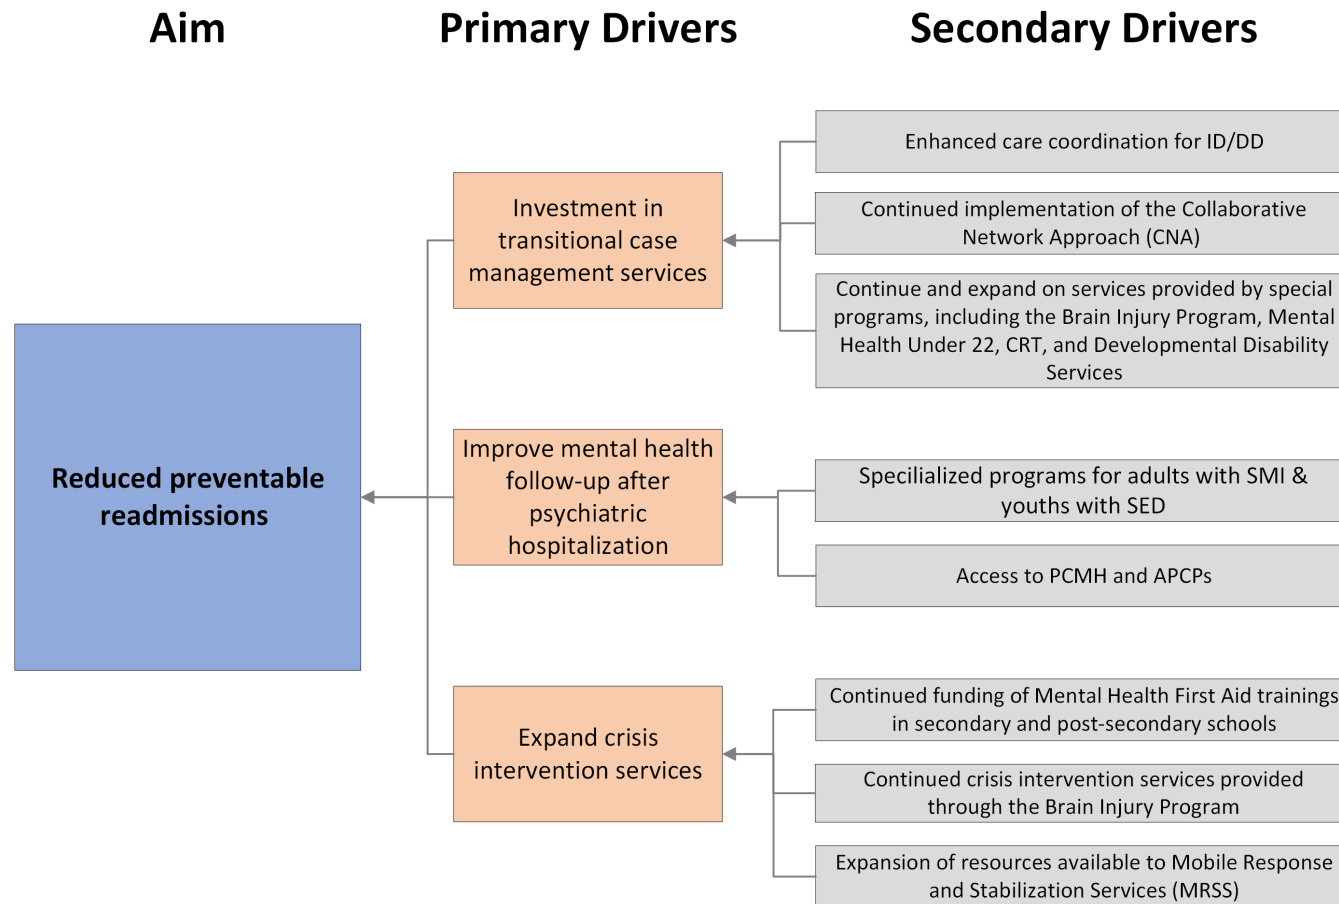 Aim
Primary Drivers
Secondary Drivers
Enhanced care coordination for ID/DD
Investment in
transitional case
management services
Continued implementation of the Collaborative
Network Approach (CNA)
Continue and expand on services provided by special
programs, including the Brain Injury Program, Mental
Health Under 22, CRT, and Developmental Disability
Services
Reduced preventable
readmissions
Improve mental health
follow-up after
psychiatric
hospitalization
Specilialized programs for adults with SMI &
youths with SED
Access to PCMH and APCPs
Expand crisis
intervention services
Continued funding of Mental Health First Aid trainings
in secondary and post-secondary schools
Continued crisis intervention services provided
through the Brain Injury Program
Expansion of resources available to Mobile Response
and Stabilization Services (MRSS)